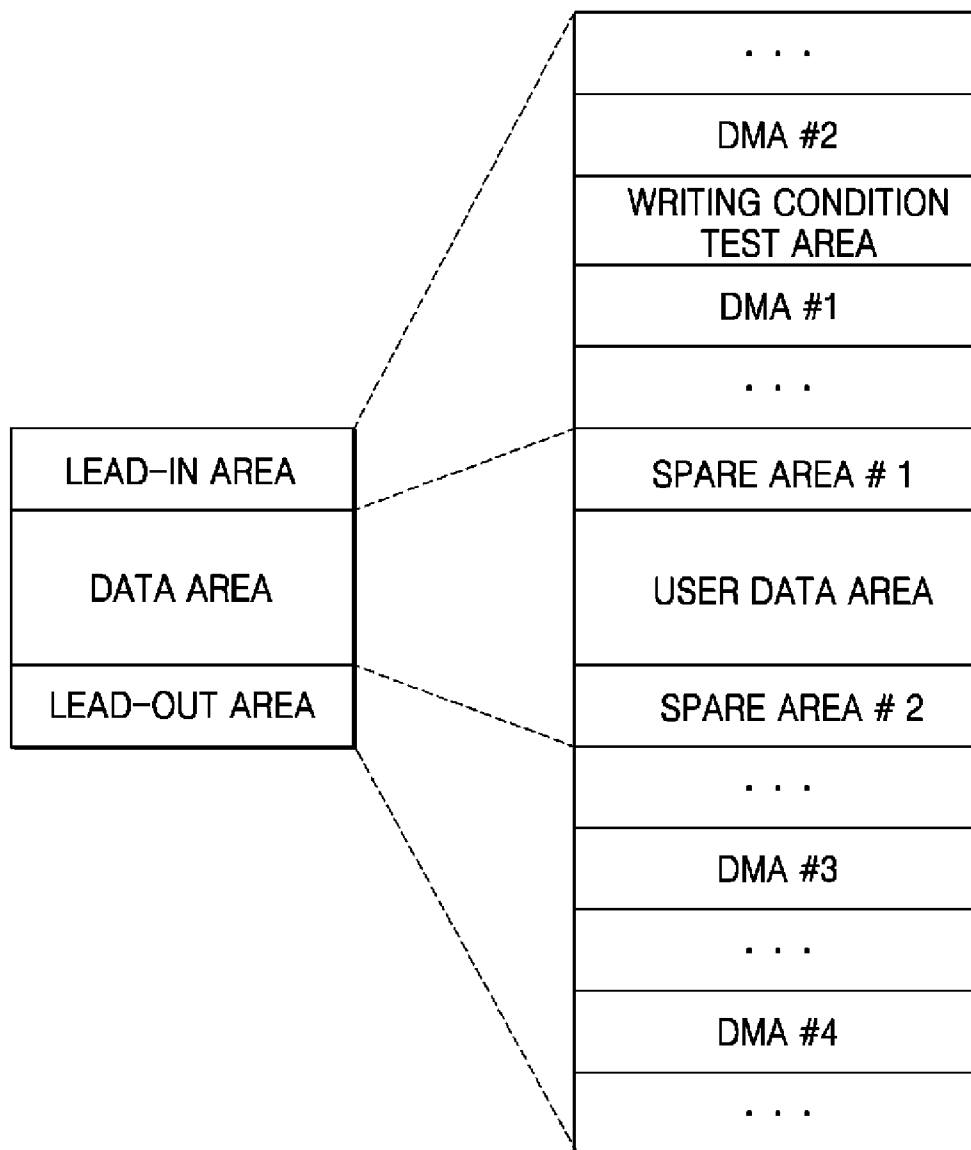 LEAD-IN AREA
DATA AREA
LEAD-OUT AREA
. . .
DMA #2
WRITING CONDITION
TEST AREA
DMA #1
. . .
SPARE AREA # 1
USER DATA AREA
SPARE AREA # 2
. . .
DMA #3
. . .
DMA #4
. . .